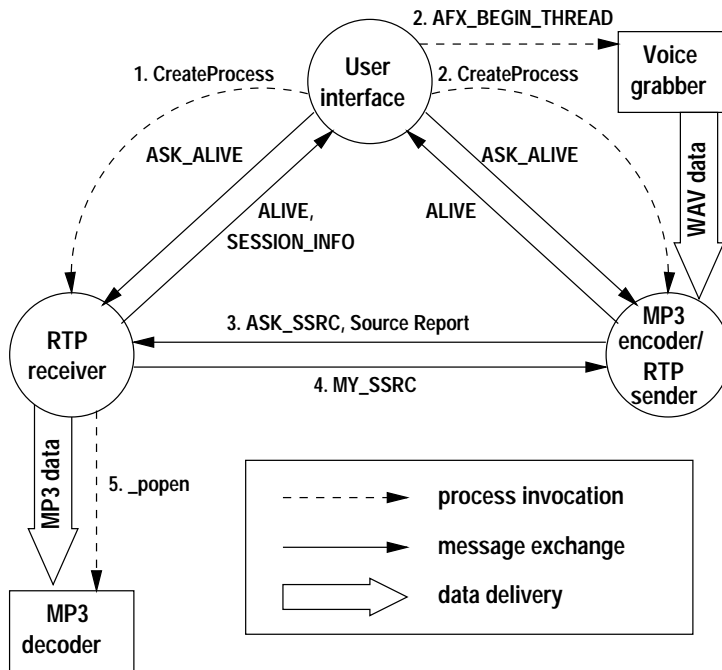 2. AFX_BEGIN_THREAD
Voice
grabber
1. CreateProcess
User
interface
2. CreateProcess
ASK_ALIVE
ASK_ALIVE
WAV data
ALIVE,
SESSION_INFO
ALIVE
RTP
receiver
3. ASK_SSRC, Source Report
MP3
encoder/
RTP
sender
4. MY_SSRC
MP3 data
5. _popen
process invocation
message exchange
data delivery
MP3
decoder